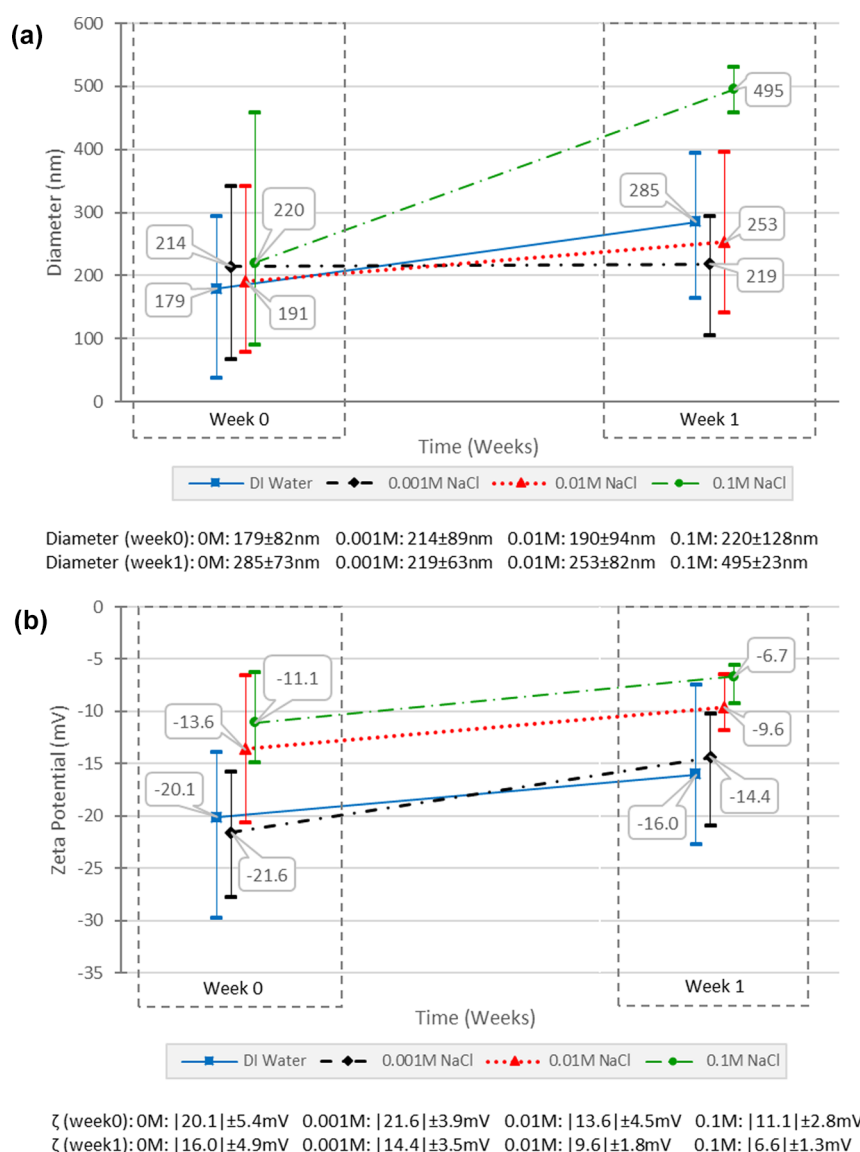 (a)
600
500
400
300
200
100
0
Diameter (nm)
214
179
220
191
285
495
253
219
Week 0
Week 1
Time (Weeks)
DI Water 0.001M NaCl 0.01M NaCl 0.1M NaCl
Diameter (week0): 0M: 179±82nm 0.001M: 214±89nm 0.01M: 190±94nm 0.1M: 220±128nm
Diameter (week1): 0M: 285±73nm 0.001M: 219±63nm 0.01M: 253±82nm 0.1M: 495±23nm
(b)
0
-5
-10
-15
-20
-25
-30
-35
Zeta Potential (mV)
-11.1
-13.6
-20.1
-21.6
-6.7
-9.6
-16.0
-14.4
Week 0
Week 1
Time (Weeks)
DI Water 0.001M NaCl 0.01M NaCl 0.1M NaCl
ζ (week0): 0M: |20.1|±5.4mV 0.001M: |21.6|±3.9mV 0.01M: |13.6|±4.5mV 0.1M: |11.1|±2.8mV
ζ (week1): 0M: |16.0|±4.9mV 0.001M: |14.4|±3.5mV 0.01M: |9.6|±1.8mV 0.1M: |6.6|±1.3mV